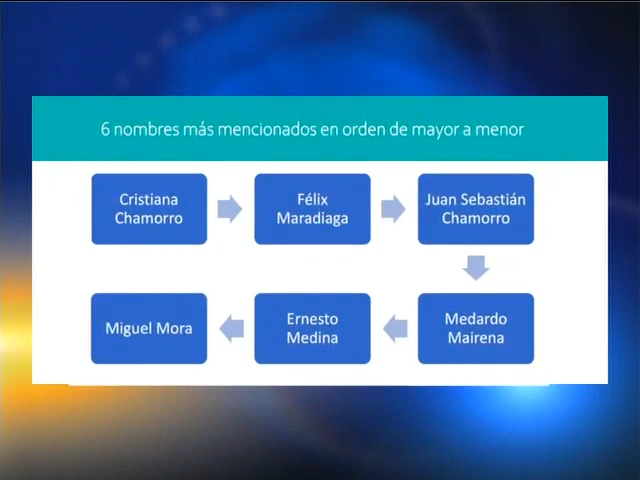 6 nombres más mencionados en orden de mayor a menor
Cristiana
Chamorro
Félix
Maradiaga
Juan Sebastián
Chamorro
Medardo
Mairena
Ernesto
Medina
Miguel Mora